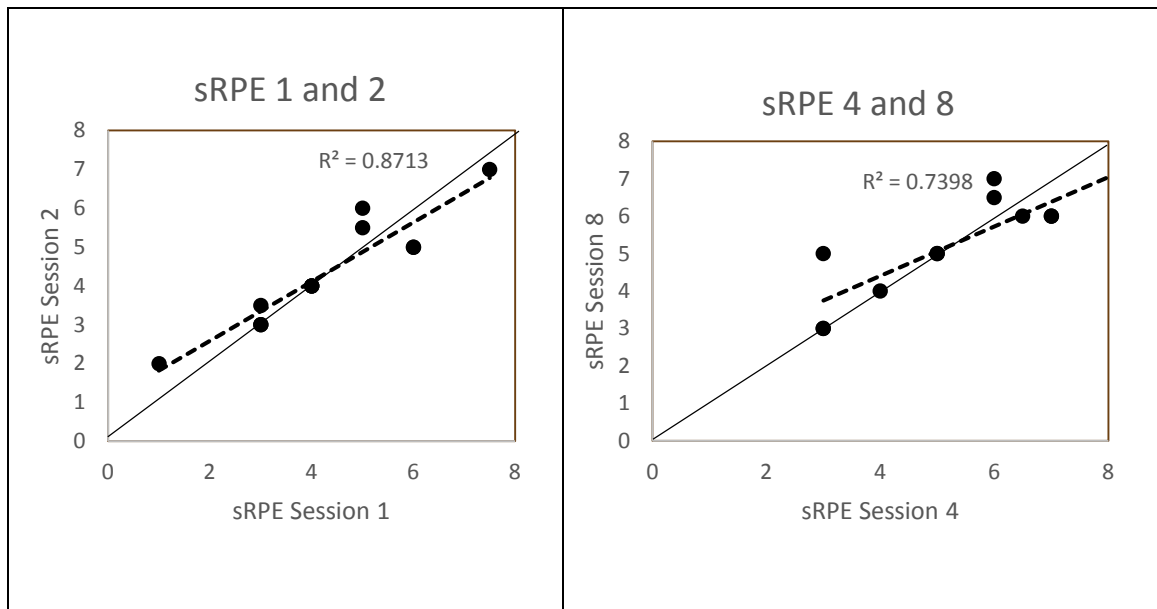 sRPE 1 and 2
R² = 0.8713
8
7
6
5
4
3
2
1
0
sRPE Session 2
0 2 4 6 8
sRPE Session 1
sRPE 4 and 8
R² = 0.7398
8
7
6
5
4
3
2
1
0
sRPE Session 8
0 2 4 6 8
sRPE Session 4